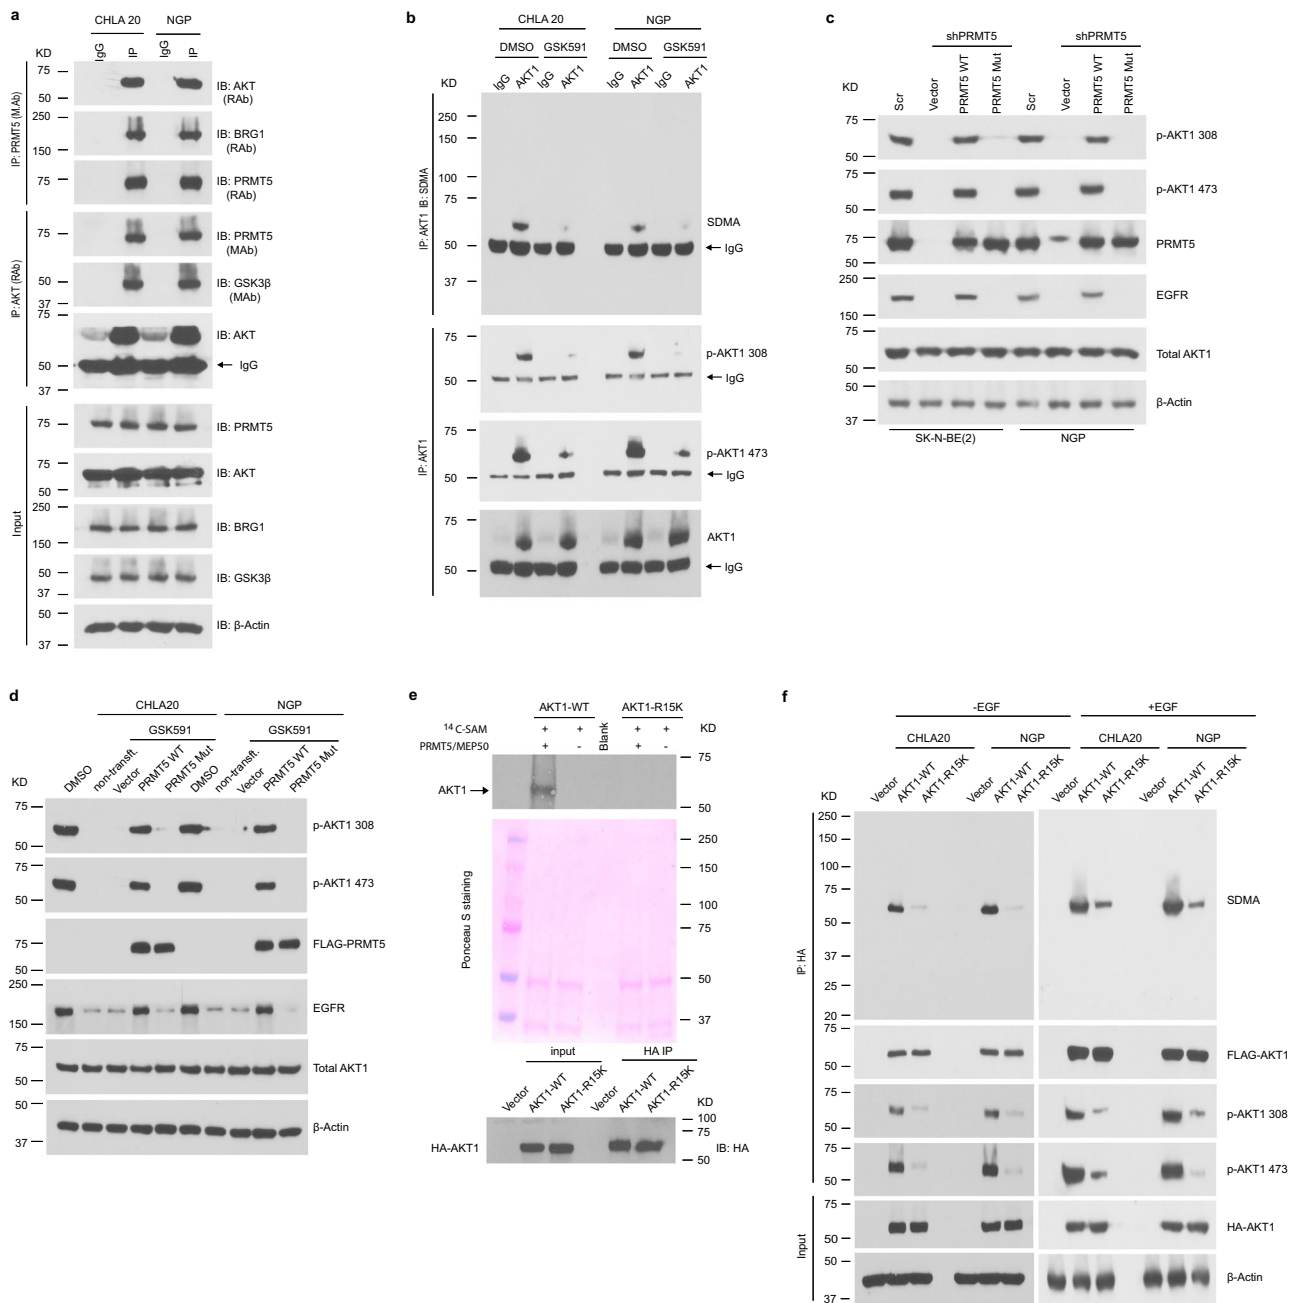 a
CHLA 20 NGP
KD IgG IP IgG IP
IP: PRMT5 (M.Ab)
75
50
IB: AKT
(RAb)
250
150
IB: BRG1
(RAb)
75
IB: PRMT5
(RAb)
IP: AKT (RAb)
75
IB: PRMT5
(MAb)
50
37
IB: GSK3β
(MAb)
75
IB: AKT
50
IgG
37
Input
75
IB: PRMT5
75
50
IB: AKT
250
150
IB: BRG1
50
37
IB: GSK3β
50
37
IB: β-Actin
b
CHLA 20 NGP
DMSO GSK591 DMSO GSK591
KD IgG AKT1 IgG AKT1 IgG AKT1 IgG AKT1
IP: AKT1 IB: SDMA
250
150
100
75
SDMA
50
IgG
37
IP: AKT1
75
p-AKT1 308
50
IgG
75
p-AKT1 473
50
IgG
75
AKT1
50
IgG
c
shPRMT5 shPRMT5
KD Scr Vector PRMT5 WT PRMT5 Mut Scr Vector PRMT5 WT PRMT5 Mut
75
50
p-AKT1 308
75
50
p-AKT1 473
75
50
PRMT5
250
150
EGFR
75
50
Total AKT1
50
37
β-Actin
SK-N-BE(2) NGP
d
CHLA20 NGP
GSK591 GSK591
KD DMSO non-transft. Vector PRMT5 WT PRMT5 Mut DMSO non-transft. Vector PRMT5 WT PRMT5 Mut
75
50
p-AKT1 308
75
50
p-AKT1 473
75
50
FLAG-PRMT5
250
150
EGFR
75
50
Total AKT1
50
37
β-Actin
e
AKT1-WT Blank AKT1-R15K
14C-SAM + + + + KD
PRMT5/MEP50 + - + -
75
AKT1
50
Ponceau S staining
250
150
100
75
50
37
input HA IP
Vector AKT1-WT AKT1-R15K Vector AKT1-WT AKT1-R15K KD
100
75
HA-AKT1 IB: HA
50
f
-EGF +EGF
CHLA20 NGP CHLA20 NGP
KD Vector AKT1-WT AKT1-R15K Vector AKT1-WT AKT1-R15K Vector AKT1-WT AKT1-R15K Vector AKT1-WT AKT1-R15K
IP: HA
250
150
100
75
SDMA
50
37
25
20
75
FLAG-AKT1
50
75
p-AKT1 308
50
75
p-AKT1 473
50
Input
75
HA-AKT1
50
50
β-Actin
37